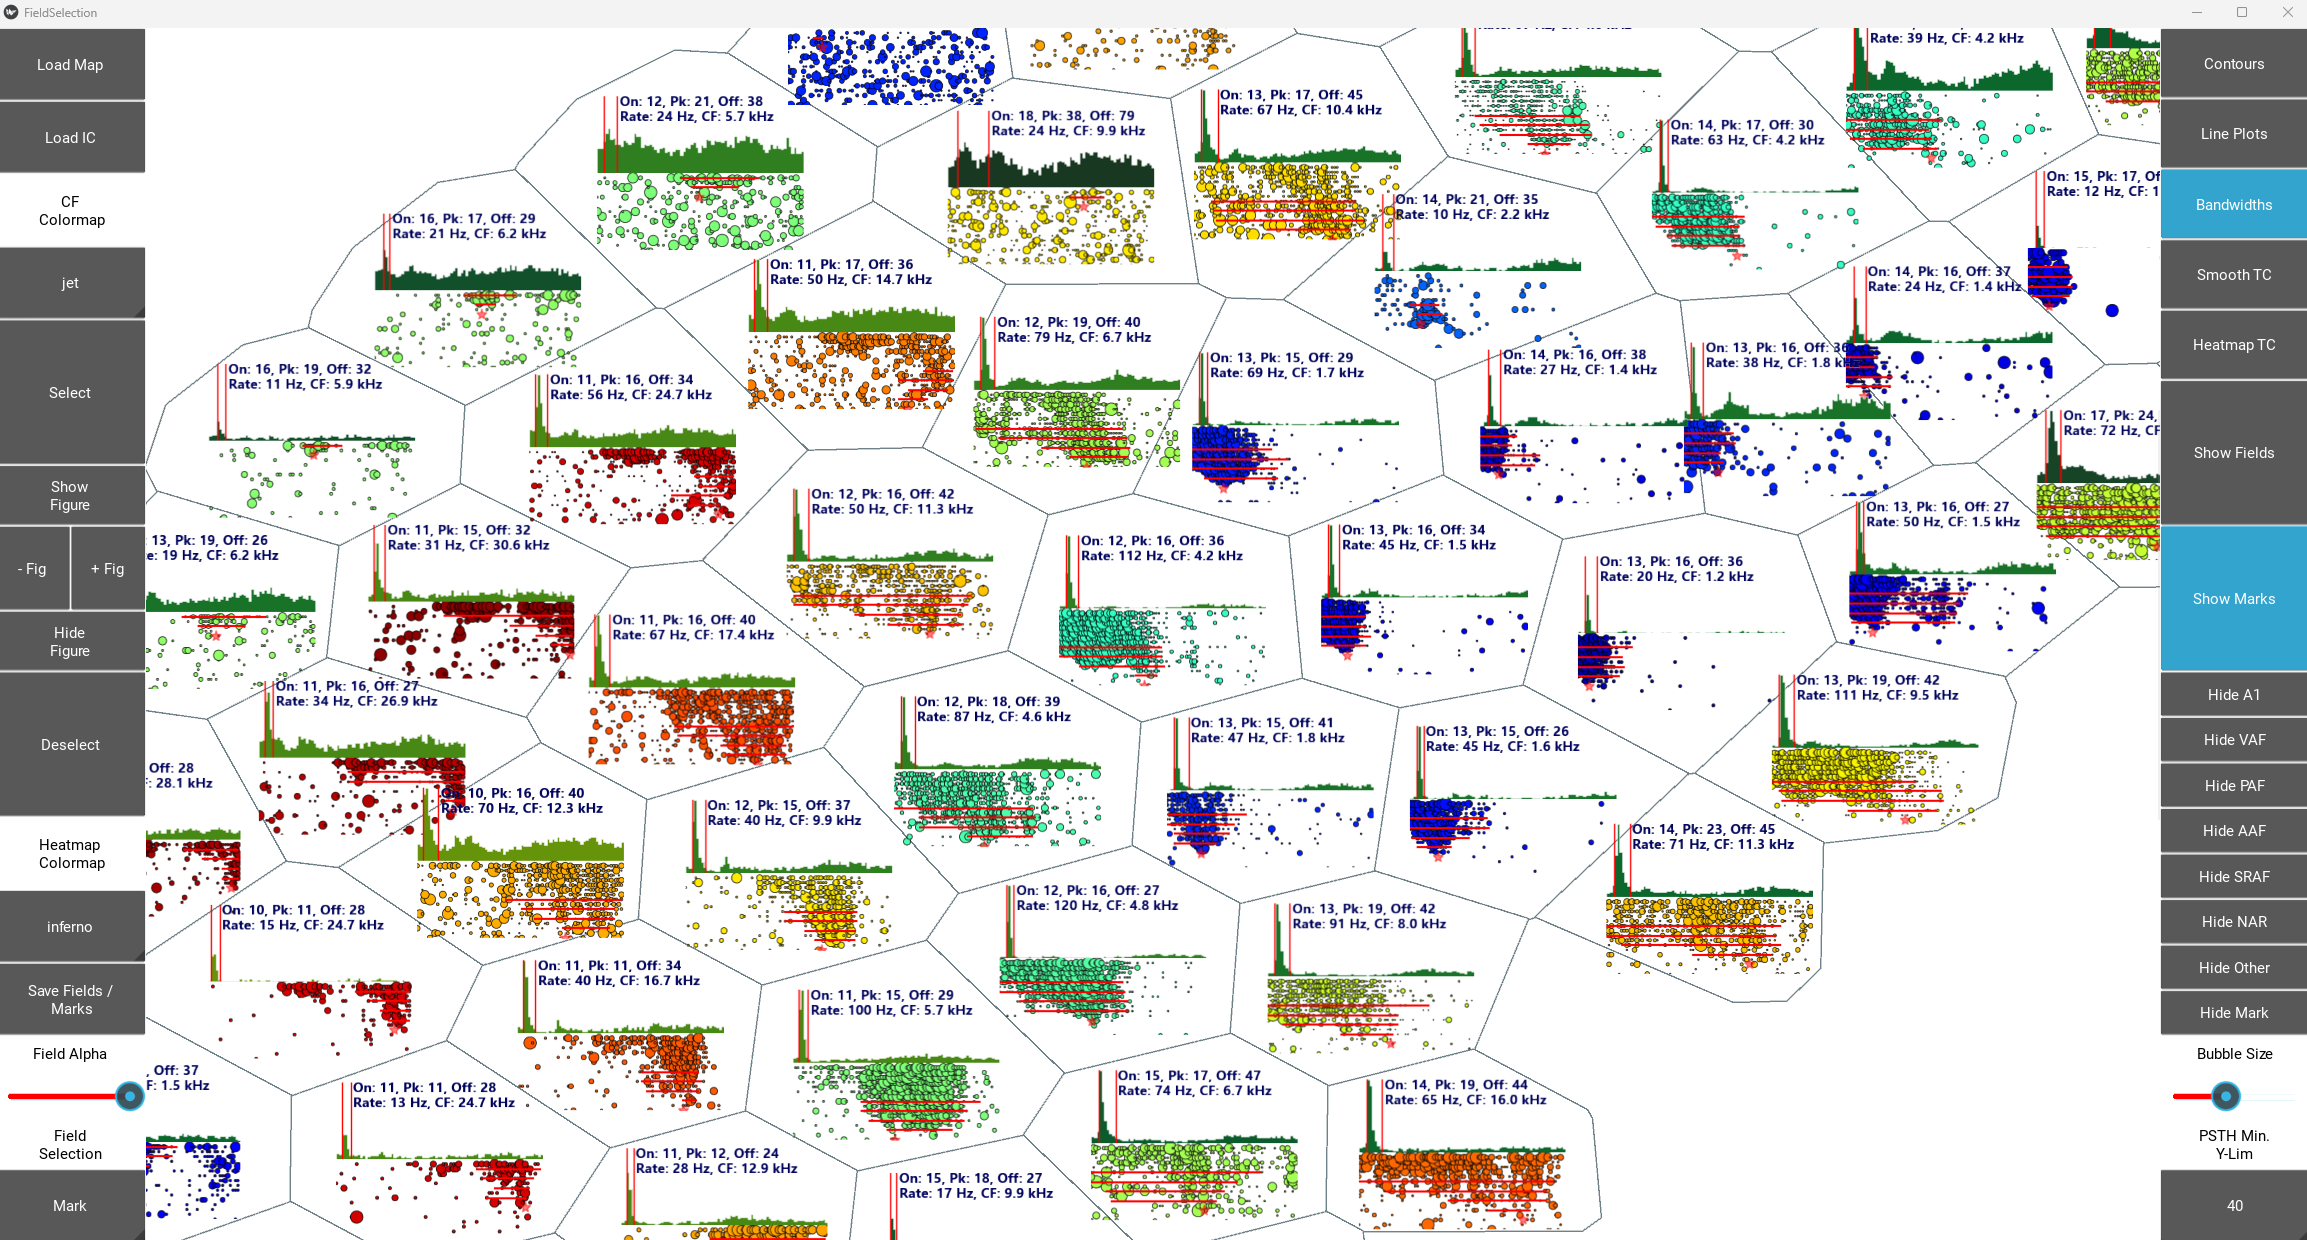 FieldSelection
Load Map
Load IC
CF
Colormap
jet
Select
Show
Figure
- Fig
+ Fig
Hide
Figure
Deselect
Heatmap
Colormap
inferno
Save Fields /
Marks
Field Alpha
Field
Selection
Mark
Rate: 39 Hz, CF: 4.2 kHz
On: 12, Pk: 21, Off: 38
Rate: 24 Hz, CF: 5.7 kHz
On: 18, Pk: 38, Off: 79
Rate: 24 Hz, CF: 9.9 kHz
On: 13, Pk: 17, Off: 45
Rate: 67 Hz, CF: 10.4 kHz
On: 14, Pk: 17, Off: 30
Rate: 63 Hz, CF: 4.2 kHz
On: 15, Pk: 17, Of
Rate: 12 Hz, CF: 1
On: 16, Pk: 17, Off: 29
Rate: 21 Hz, CF: 6.2 kHz
On: 14, Pk: 21, Off: 35
Rate: 10 Hz, CF: 2.2 kHz
On: 11, Pk: 17, Off: 36
Rate: 50 Hz, CF: 14.7 kHz
On: 14, Pk: 16, Off: 37
Rate: 24 Hz, CF: 1.4 kHz
On: 12, Pk: 19, Off: 40
Rate: 79 Hz, CF: 6.7 kHz
On: 13, Pk: 15, Off: 29
Rate: 69 Hz, CF: 1.7 kHz
On: 14, Pk: 16, Off: 38
Rate: 27 Hz, CF: 1.4 kHz
On: 13, Pk: 16, Off: 36
Rate: 38 Hz, CF: 1.8 kHz
On: 16, Pk: 19, Off: 32
Rate: 11 Hz, CF: 5.9 kHz
On: 11, Pk: 16, Off: 34
Rate: 56 Hz, CF: 24.7 kHz
On: 17, Pk: 24,
Rate: 72 Hz, CF
On: 12, Pk: 16, Off: 42
Rate: 50 Hz, CF: 11.3 kHz
On: 13, Pk: 16, Off: 27
Rate: 50 Hz, CF: 1.5 kHz
13, Pk: 19, Off: 26
e: 19 Hz, CF: 6.2 kHz
On: 11, Pk: 15, Off: 32
Rate: 31 Hz, CF: 30.6 kHz
On: 12, Pk: 16, Off: 36
Rate: 112 Hz, CF: 4.2 kHz
On: 13, Pk: 16, Off: 34
Rate: 45 Hz, CF: 1.5 kHz
On: 13, Pk: 16, Off: 36
Rate: 20 Hz, CF: 1.2 kHz
On: 11, Pk: 16, Off: 40
Rate: 67 Hz, CF: 17.4 kHz
On: 11, Pk: 16, Off: 27
Rate: 34 Hz, CF: 26.9 kHz
On: 13, Pk: 19, Off: 42
Rate: 111 Hz, CF: 9.5 kHz
On: 12, Pk: 18, Off: 39
Rate: 87 Hz, CF: 4.6 kHz
On: 13, Pk: 15, Off: 41
Rate: 47 Hz, CF: 1.8 kHz
On: 13, Pk: 15, Off: 26
Rate: 45 Hz, CF: 1.6 kHz
Off: 28
F: 28.1 kHz
On: 10, Pk: 16, Off: 40
Rate: 70 Hz, CF: 12.3 kHz
On: 12, Pk: 15, Off: 37
Rate: 40 Hz, CF: 9.9 kHz
On: 14, Pk: 23, Off: 45
Rate: 71 Hz, CF: 11.3 kHz
On: 12, Pk: 16, Off: 27
Rate: 120 Hz, CF: 4.8 kHz
On: 10, Pk: 11, Off: 28
Rate: 15 Hz, CF: 24.7 kHz
On: 13, Pk: 19, Off: 42
Rate: 91 Hz, CF: 8.0 kHz
On: 11, Pk: 11, Off: 34
Rate: 40 Hz, CF: 16.7 kHz
On: 11, Pk: 15, Off: 29
Rate: 100 Hz, CF: 5.7 kHz
, Off: 37
F: 1.5 kHz
On: 11, Pk: 11, Off: 28
Rate: 13 Hz, CF: 24.7 kHz
On: 15, Pk: 17, Off: 47
Rate: 74 Hz, CF: 6.7 kHz
On: 14, Pk: 19, Off: 44
Rate: 65 Hz, CF: 16.0 kHz
On: 11, Pk: 12, Off: 24
Rate: 28 Hz, CF: 12.9 kHz
On: 15, Pk: 18, Off: 27
Rate: 17 Hz, CF: 9.9 kHz
Contours
Line Plots
Bandwidths
Smooth TC
Heatmap TC
Show Fields
Show Marks
Hide A1
Hide VAF
Hide PAF
Hide AAF
Hide SRAF
Hide NAR
Hide Other
Hide Mark
Bubble Size
PSTH Min.
Y-Lim
40